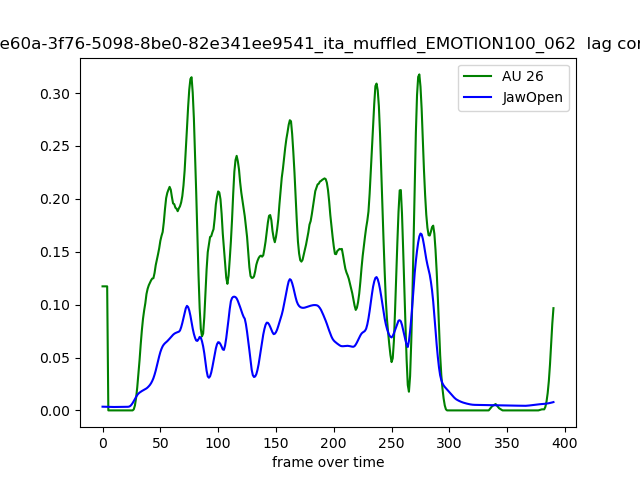 e60a-3f76-5098-8be0-82e341ee9541_ita_muffled_EMOTION100_062 lag cor
AU 26
JawOpen
0.30
0.25
0.20
0.15
0.10
0.05
0.00
0 50 100 150 200 250 300 350 400
frame over time